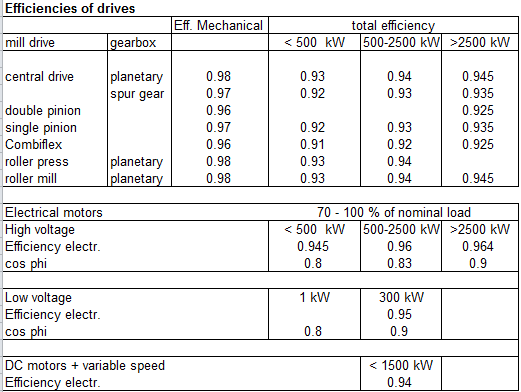 Efficiencies of drives
Eff. Mechanical total efficiency
mill drive gearbox < 500 kW 500-2500 kW >2500 kW
central drive planetary 0.98 0.93 0.94 0.945
spur gear 0.97 0.92 0.93 0.935
double pinion 0.96 0.925
single pinion 0.97 0.92 0.93 0.935
Combiflex 0.96 0.91 0.92 0.925
roller press planetary 0.98 0.93 0.94
roller mill planetary 0.98 0.93 0.94 0.945
Electrical motors 70 - 100 % of nominal load
High voltage < 500 kW 500-2500 kW >2500 kW
Efficiency electr. 0.945 0.96 0.964
cos phi 0.8 0.83 0.9
Low voltage 1 kW 300 kW
Efficiency electr. 0.95
cos phi 0.8 0.9
DC motors + variable speed < 1500 kW
Efficiency electr. 0.94